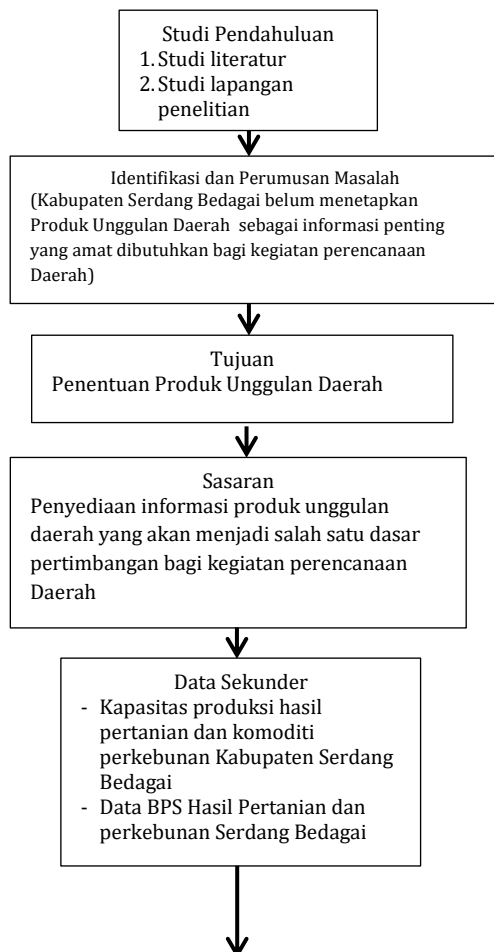 Studi Pendahuluan
1. Studi literatur
2. Studi lapangan
penelitian
Identifikasi dan Perumusan Masalah
(Kabupaten Serdang Bedagai belum menetapkan
Produk Unggulan Daerah sebagai informasi penting
yang amat dibutuhkan bagi kegiatan perencanaan
Daerah)
Tujuan
Penentuan Produk Unggulan Daerah
Sasaran
Penyediaan informasi produk unggulan
daerah yang akan menjadi salah satu dasar
pertimbangan bagi kegiatan perencanaan
Daerah
Data Sekunder
- Kapasitas produksi hasil
pertanian dan komoditi
perkebunan Kabupaten Serdang
Bedagai
- Data BPS Hasil Pertanian dan
perkebunan Serdang Bedagai